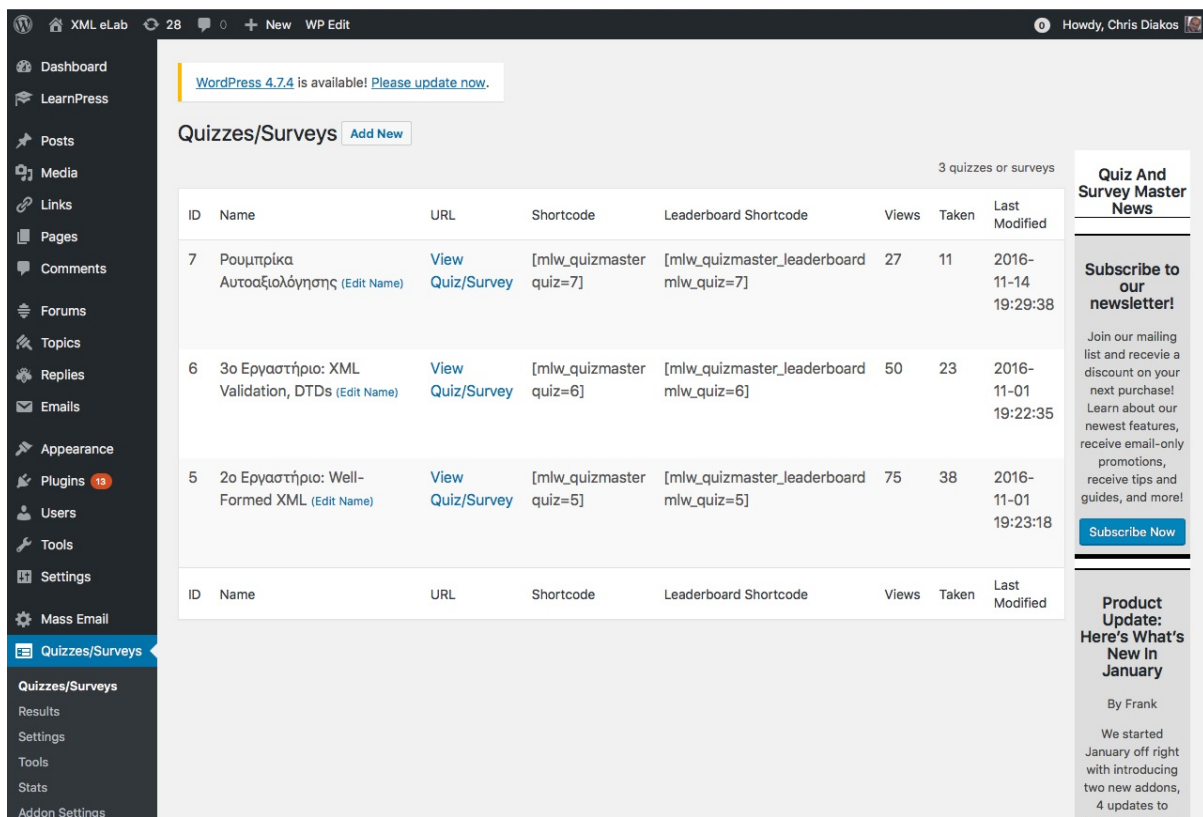 XML eLab 28 0 + New WP Edit 0 Howdy, Chris Diakos
Dashboard
LearnPress
Posts
Media
Links
Pages
Comments
Forums
Topics
Replies
Emails
Appearance
Plugins 13
Users
Tools
Settings
Mass Email
Quizzes/Surveys
Quizzes/Surveys
Results
Settings
Tools
Stats
Addon Settings
WordPress 4.7.4 is available! Please update now.
Quizzes/Surveys Add New
3 quizzes or surveys
ID Name URL Shortcode Leaderboard Shortcode Views Taken Last
Modified
7 Ρουμπρίκα View [mlw_quizmaster [mlw_quizmaster_leaderboard 27 11 2016-
Αυτοαξιολόγησης (Edit Name) Quiz/Survey quiz=7] mlw_quiz=7] 11-14
19:29:38
6 3ο Εργαστήριο: XML View [mlw_quizmaster [mlw_quizmaster_leaderboard 50 23 2016-
Validation, DTDs (Edit Name) Quiz/Survey quiz=6] mlw_quiz=6] 11-01
19:22:35
5 2ο Εργαστήριο: Well- View [mlw_quizmaster [mlw_quizmaster_leaderboard 75 38 2016-
Formed XML (Edit Name) Quiz/Survey quiz=5] mlw_quiz=5] 11-01
19:23:18
ID Name URL Shortcode Leaderboard Shortcode Views Taken Last
Modified
Quiz And
Survey Master
News
Subscribe to
our
newsletter!
Join our mailing
list and recevie a
discount on your
next purchase!
Learn about our
newest features,
receive email-only
promotions,
receive tips and
guides, and more!
Subscribe Now
Product
Update:
Here's What's
New In
January
By Frank
We started
January off right
with introducing
two new addons,
4 updates to